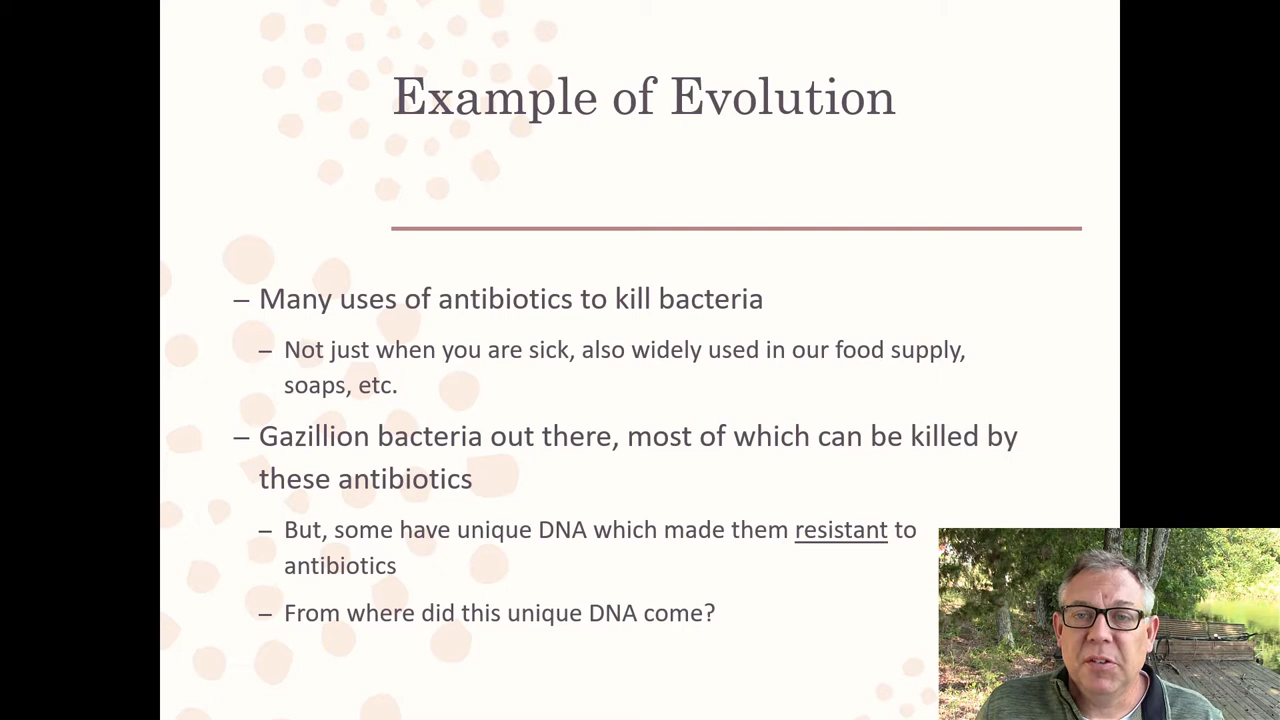 Example of Evolution
– Many uses of antibiotics to kill bacteria
– Not just when you are sick, also widely used in our food supply,
soaps, etc.
– Gazillion bacteria out there, most of which can be killed by
these antibiotics
– But, some have unique DNA which made them resistant to
antibiotics
– From where did this unique DNA come?